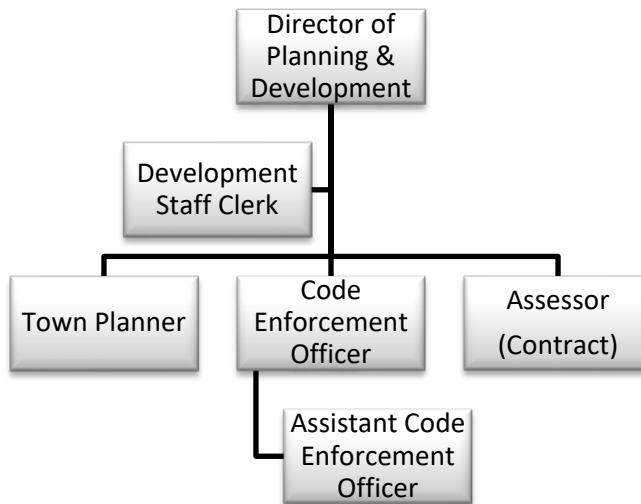 Director of
Planning &
Development
Development
Staff Clerk
Town Planner
Code
Enforcement
Officer
Assessor
(Contract)
Assistant Code
Enforcement
Officer